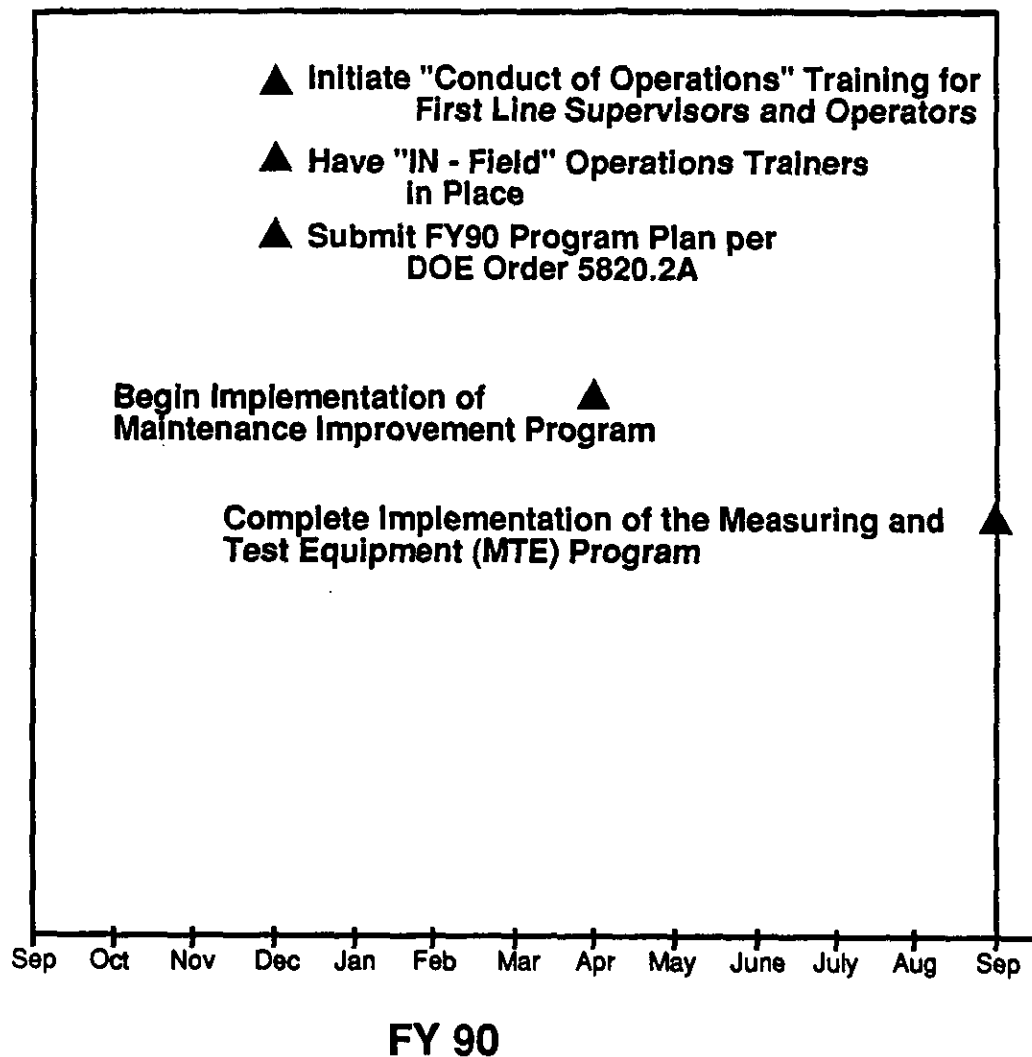 Initiate "Conduct of Operations" Training for
First Line Supervisors and Operators
Have "IN - Field" Operations Trainers
in Place
Submit FY90 Program Plan per
DOE Order 5820.2A
Begin Implementation of
Maintenance Improvement Program
Complete Implementation of the Measuring and
Test Equipment (MTE) Program
Sep Oct Nov Dec Jan Feb Mar Apr May June July Aug Sep
FY 90